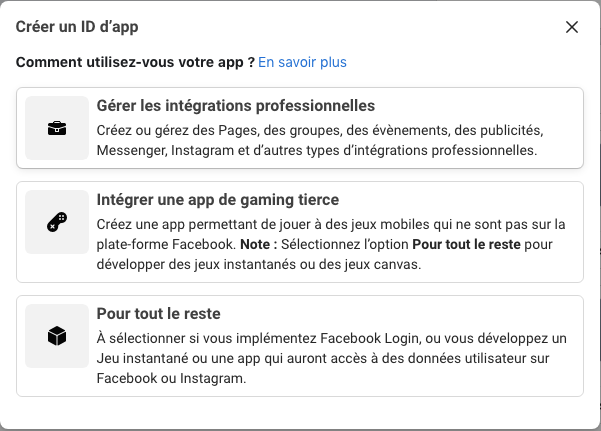 Créer un ID d’app
Comment utilisez-vous votre app ? En savoir plus
Gérer les intégrations professionnelles
Créez ou gérez des Pages, des groupes, des évènements, des publicités,
Messenger, Instagram et d’autres types d’intégrations professionnelles.
Intégrer une app de gaming tierce
Créez une app permettant de jouer à des jeux mobiles qui ne sont pas sur la
plate-forme Facebook. Note : Sélectionnez l’option Pour tout le reste pour
développer des jeux instantanés ou des jeux canvas.
Pour tout le reste
À sélectionner si vous implémentez Facebook Login, ou vous développez un
Jeu instantané ou une app qui auront accès à des données utilisateur sur
Facebook ou Instagram.